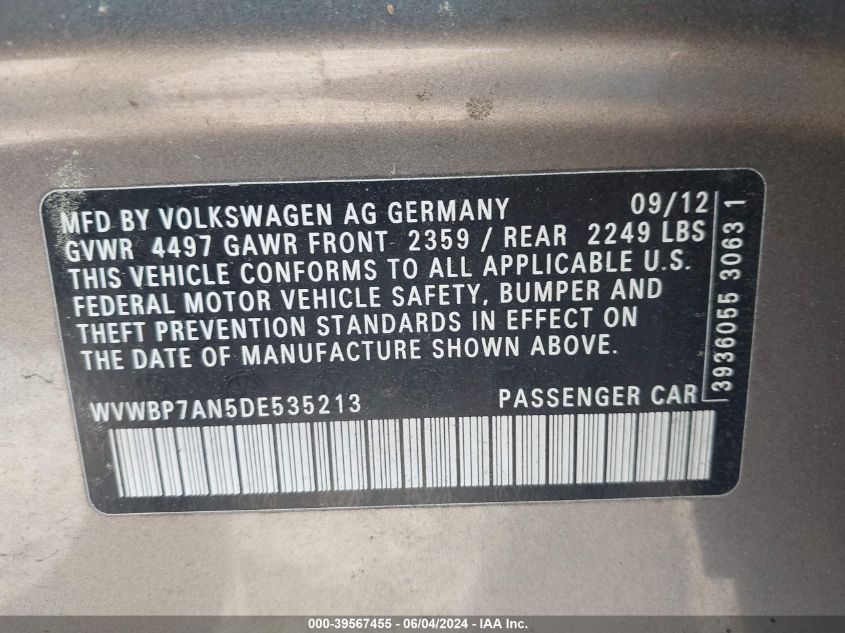 MFD BY VOLKSWAGEN AG GERMANY 09/12
GVWR 4497 GAWR FRONT 2359 / REAR 2249 LBS
THIS VEHICLE CONFORMS TO ALL APPLICABLE U.S.
FEDERAL MOTOR VEHICLE SAFETY, BUMPER AND
THEFT PREVENTION STANDARDS IN EFFECT ON
THE DATE OF MANUFACTURE SHOWN ABOVE.
WVWBP7AN5DE535213 PASSENGER CAR
3936055 3063 1
000-39567455 / 06/04/2024 - IAA Inc.